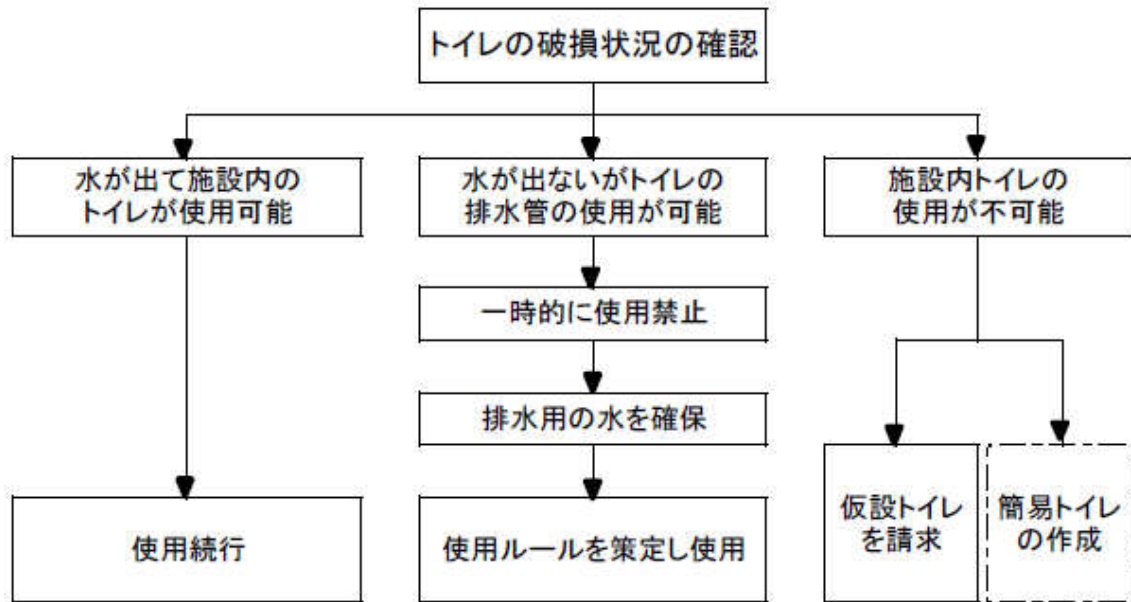 トイレの破損状況の確認
水が出て施設内の
トイレが使用可能
水が出ないがトイレの
排水管の使用が可能
施設内トイレの
使用が不可能
一時的に使用禁止
排水用の水を確保
使用続行
使用ルールを策定し使用
仮設トイレ
を請求
簡易トイレ
の作成